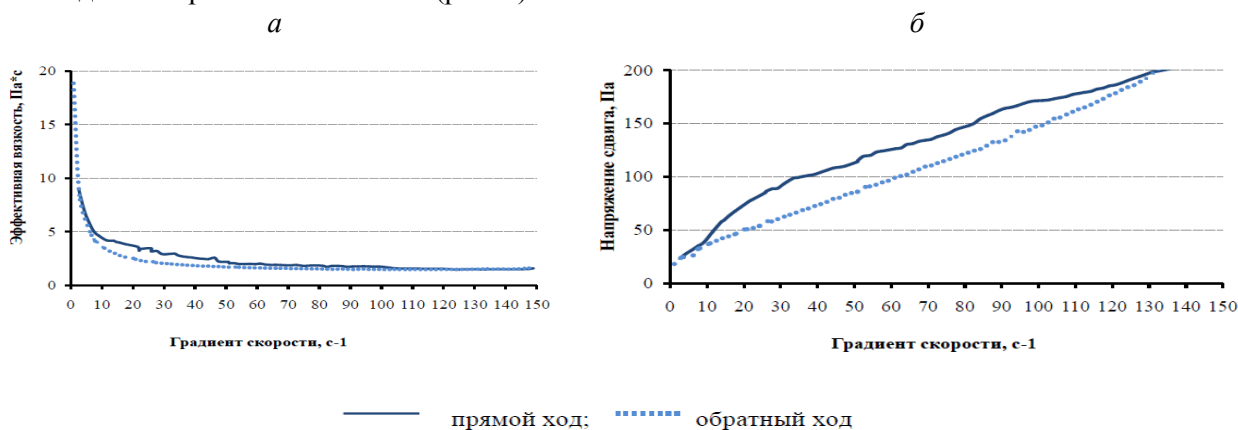 а б
Эффективная вязкость, Па*с
20
15
10
5
0
0 10 20 30 40 50 60 70 80 90 100 110 120 130 140 150
Градиент скорости, с-1
Напряжение сдвига, Па
200
150
100
50
0
0 10 20 30 40 50 60 70 80 90 100 110 120 130 140 150
Градиент скорости, с-1
прямой ход; обратный ход